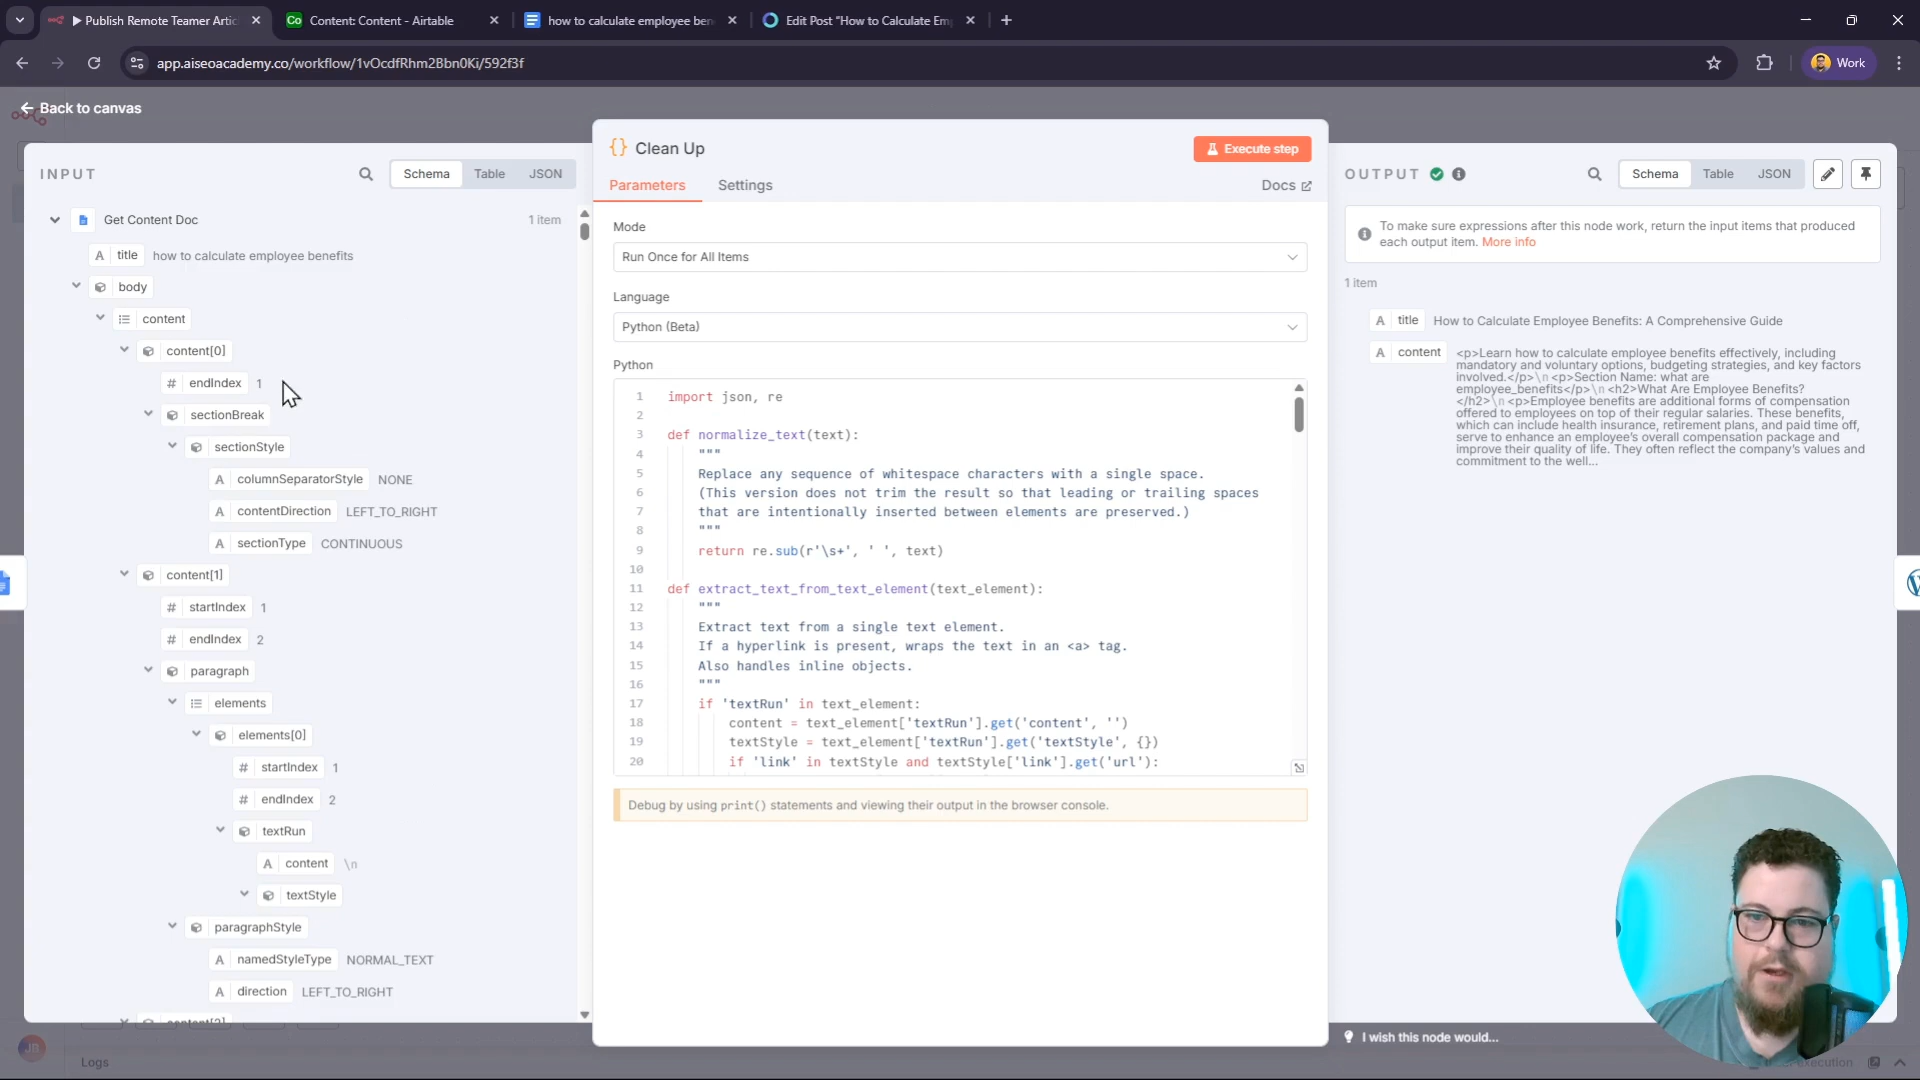 ▶ Publish Remote Teamer Artic
Content: Content - Airtable
how to calculate employee ben
Edit Post "How to Calculate Em
app.aiseoacademy.co/workflow/1vOcdfRhm2Bbn0Ki/592f3f
Work
Back to canvas
INPUT
Schema
Table
JSON
Get Content Doc
1 item
A title how to calculate employee benefits
body
content
content[0]
# endIndex 1
sectionBreak
sectionStyle
A columnSeparatorStyle NONE
A contentDirection LEFT_TO_RIGHT
A sectionType CONTINUOUS
content[1]
# startIndex 1
# endIndex 2
paragraph
elements
elements[0]
# startIndex 1
# endIndex 2
textRun
A content \n
textStyle
paragraphStyle
A namedStyleType NORMAL_TEXT
A direction LEFT_TO_RIGHT
content[2]
JB
Logs
{} Clean Up
Execute step
Parameters
Settings
Docs
Mode
Run Once for All Items
Language
Python (Beta)
Python
1 import json, re
2
3 def normalize_text(text):
4 """
5 Replace any sequence of whitespace characters with a single space.
6 (This version does not trim the result so that leading or trailing spaces
7 that are intentionally inserted between elements are preserved.)
8 """
9 return re.sub(r'\s+', ' ', text)
10
11 def extract_text_from_text_element(text_element):
12 """
13 Extract text from a single text element.
14 If a hyperlink is present, wraps the text in an <a> tag.
15 Also handles inline objects.
16 """
17 if 'textRun' in text_element:
18 content = text_element['textRun'].get('content', '')
19 textStyle = text_element['textRun'].get('textStyle', {})
20 if 'link' in textStyle and textStyle['link'].get('url'):
Debug by using print() statements and viewing their output in the browser console.
OUTPUT
Schema
Table
JSON
To make sure expressions after this node work, return the input items that produced
each output item. More info
1 item
A title How to Calculate Employee Benefits: A Comprehensive Guide
A content <p>Learn how to calculate employee benefits effectively, including
mandatory and voluntary options, budgeting strategies, and key factors
involved.</p>\n<p>Section Name: what are
employee_benefits</p>\n<h2>What Are Employee Benefits?
</h2>\n<p>Employee benefits are additional forms of compensation
offered to employees on top of their regular salaries. These benefits,
which can include health insurance, retirement plans, and paid time off,
serve to enhance an employee's overall compensation package and
improve their quality of life. They often reflect the company's values and
commitment to the well...
I wish this node would...
execution